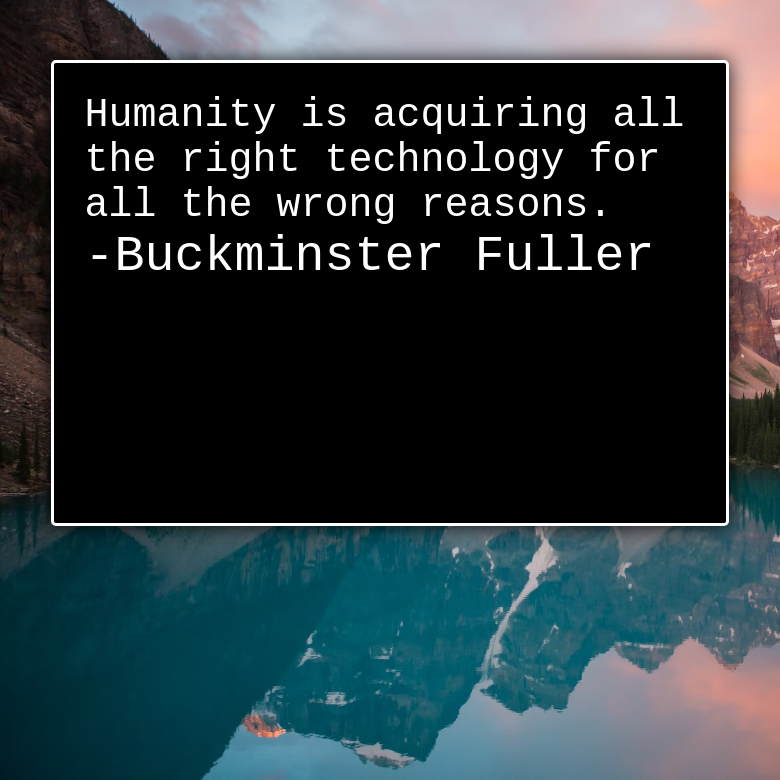 Humanity is acquiring all
the right technology for
all the wrong reasons.
-Buckminster Fuller